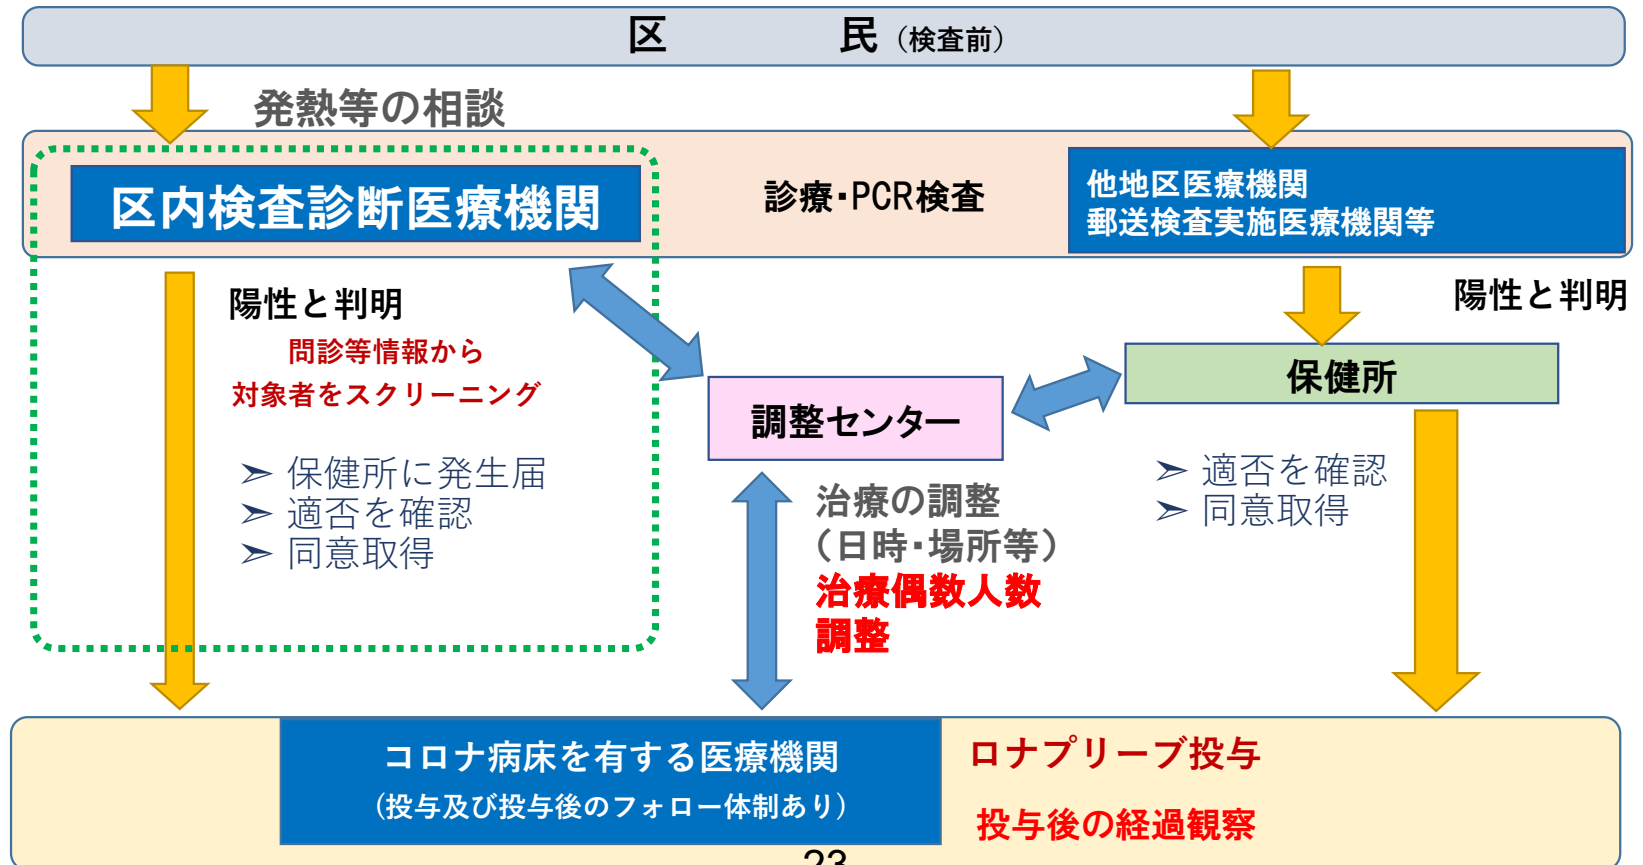 区　民（検査前）
発熱等の相談
区内検査診断医療機関
診療・PCR検査
他地区医療機関
郵送検査実施医療機関等
陽性と判明
問診等情報から
対象者をスクリーニング
➢ 保健所に発生届
➢ 適否を確認
➢ 同意取得
調整センター
治療の調整
（日時・場所等）
治療偶数人数
調整
陽性と判明
保健所
➢ 適否を確認
➢ 同意取得
コロナ病床を有する医療機関
（投与及び投与後のフォロー体制あり）
ロナプリーブ投与
投与後の経過観察
23